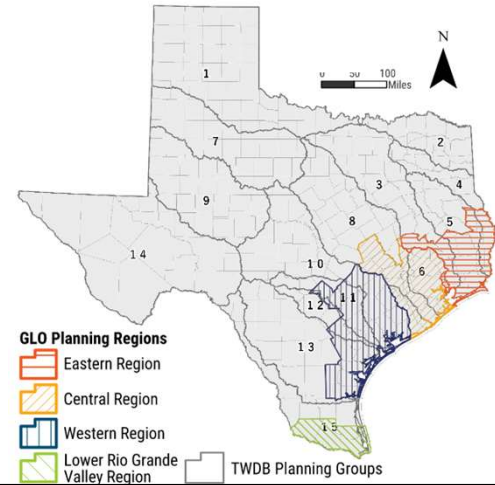 N
0 50 100
Miles
1
2
7
3
4
9
8
5
14
10
6
12
11
13
15
GLO Planning Regions
Eastern Region
Central Region
Western Region
Lower Rio Grande
Valley Region
TWDB Planning Groups